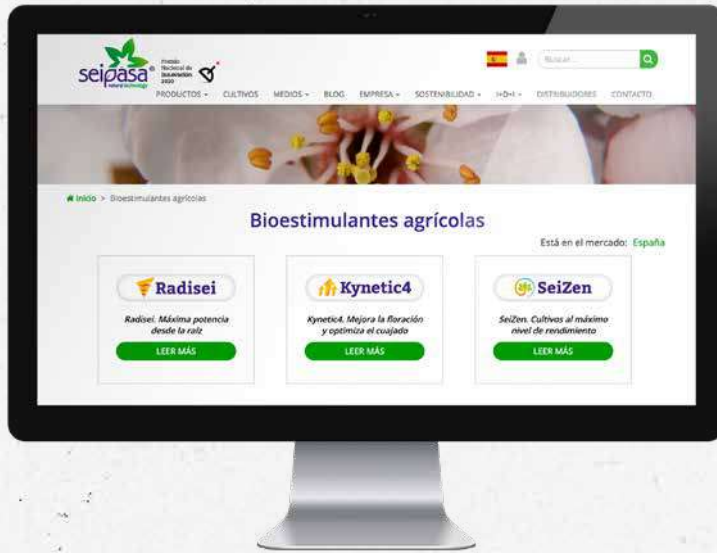 seipasa®
natural technology
Premio
Nacional de
Innovación
2020
Buscar...
PRODUCTOS CULTIVOS MEDIOS BLOG EMPRESA SOSTENIBILIDAD I+D+i DISTRIBUIDORES CONTACTO
Inicio > Bioestimulantes agrícolas
Bioestimulantes agrícolas
Está en el mercado: España
Radisei
Radisei. Máxima potencia
desde la raíz
LEER MÁS
Kynetic4
Kynetic4. Mejora la floración
y optimiza el cuajado
LEER MÁS
SeiZen
SeiZen. Cultivos al máximo
nivel de rendimiento
LEER MÁS